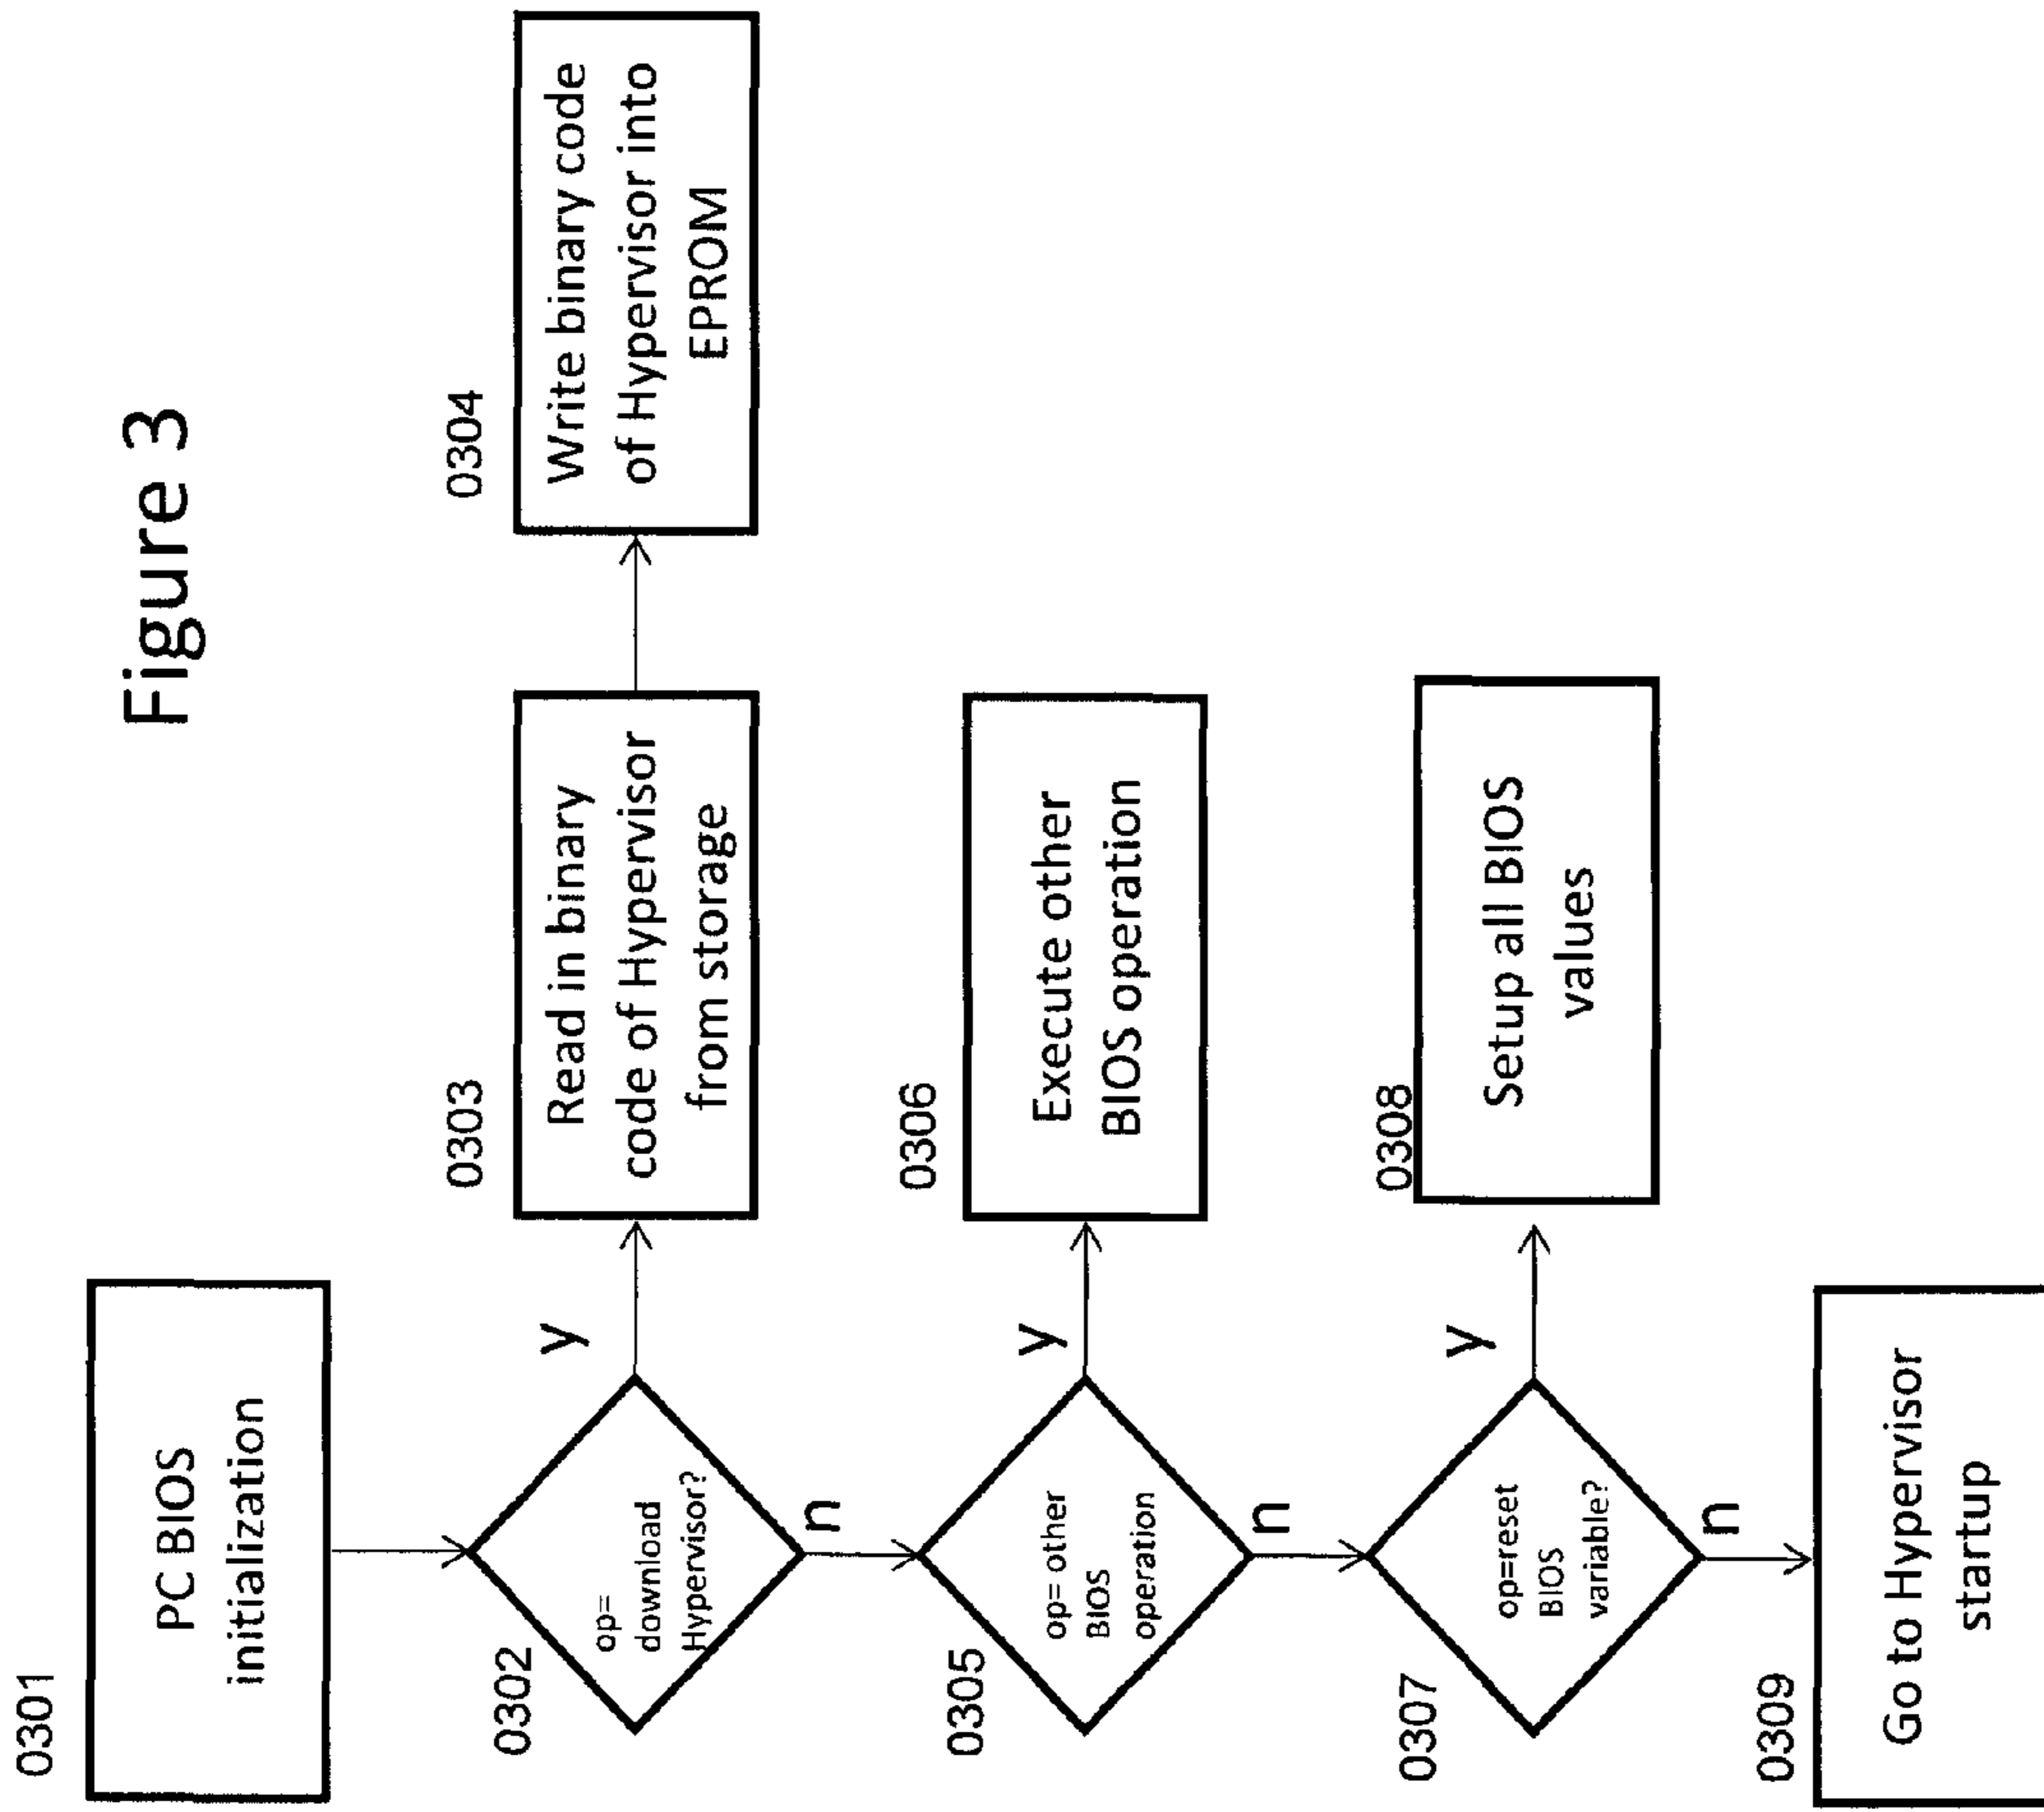 Figure 3
0301
PC BIOS
initialization
0302
op=
download
Hypervisor?
y
n
0303
Read in binary
code of Hypervisor
from storage
0304
Write binary code
of Hypervisor into
EPROM
0305
op= other
BIOS
operation
y
n
0306
Execute other
BIOS operation
0307
op=reset
BIOS
variable?
y
n
0308
Setup all BIOS
values
0309
Go to Hypervisor
startup